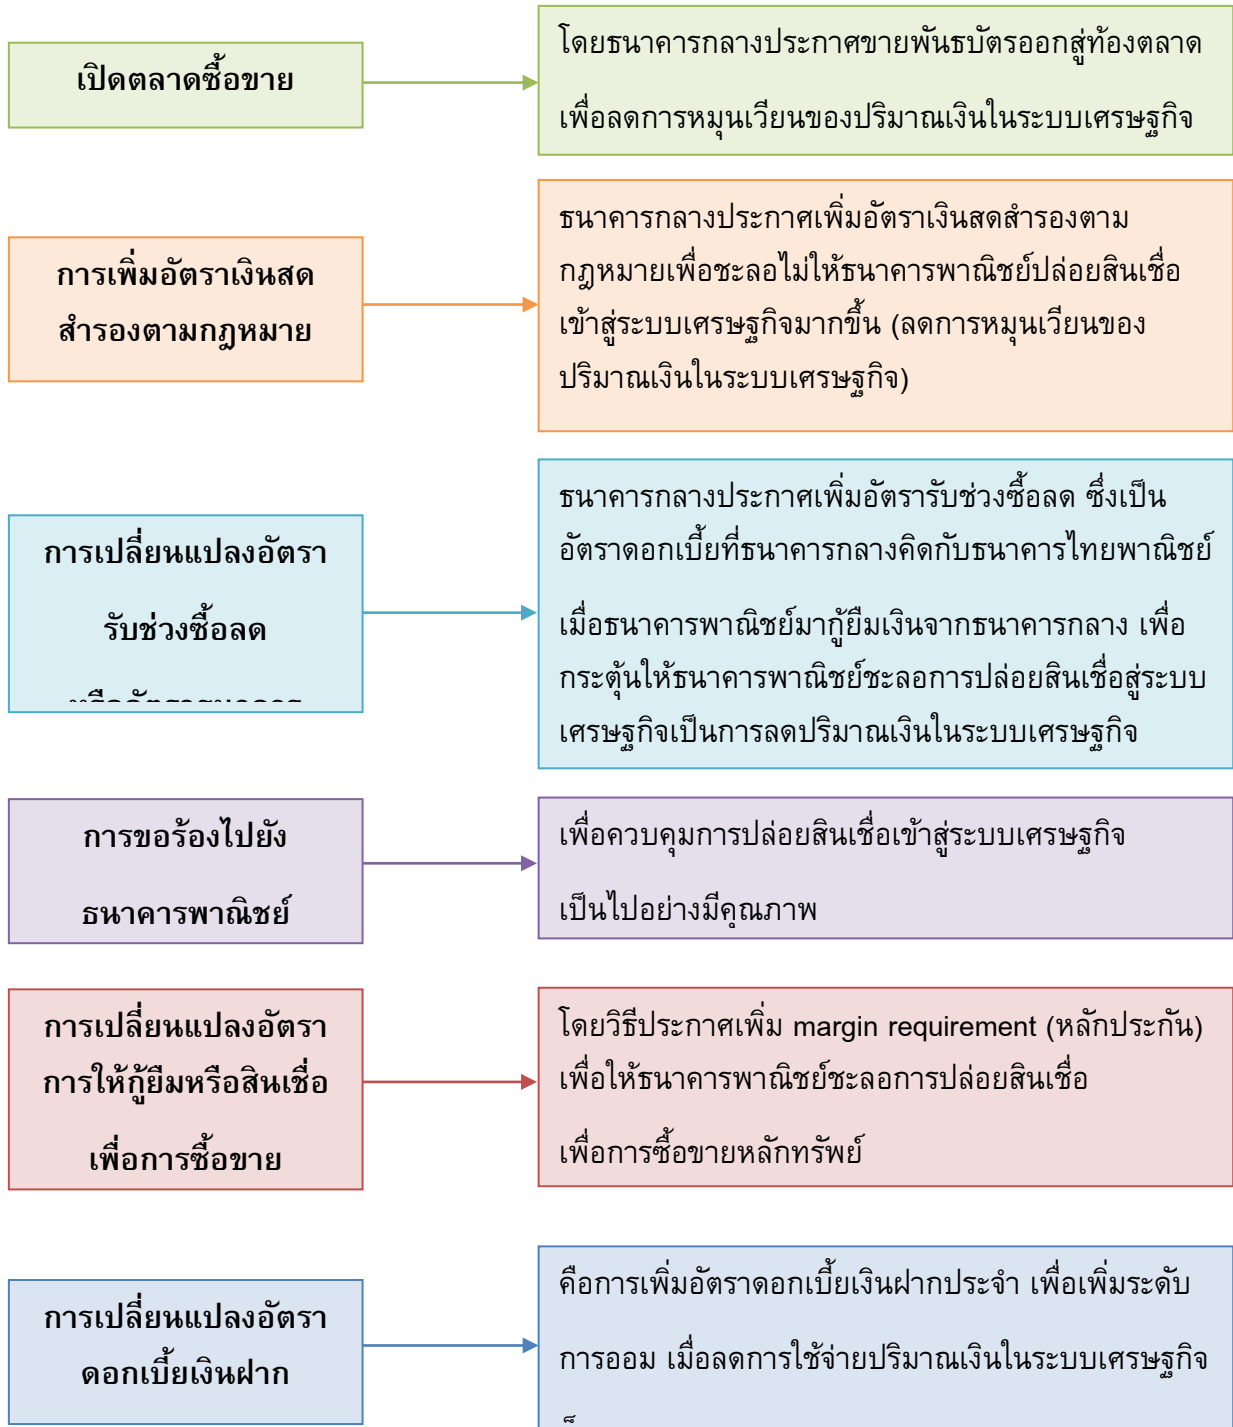 เปิดตลาดซื้อขาย
โดยธนาคารกลางประกาศขายพันธบัตรออกสู่ท้องตลาด
เพื่อลดการหมุนเวียนของปริมาณเงินในระบบเศรษฐกิจ
การเพิ่มอัตราเงินสด
สำรองตามกฎหมาย
ธนาคารกลางประกาศเพิ่มอัตราเงินสดสำรองตาม
กฎหมายเพื่อชะลอไม่ให้ธนาคารพาณิชย์ปล่อยสินเชื่อ
เข้าสู่ระบบเศรษฐกิจมากขึ้น (ลดการหมุนเวียนของ
ปริมาณเงินในระบบเศรษฐกิจ)
การเปลี่ยนแปลงอัตรา
รับช่วงซื้อลด
ธนาคารกลางประกาศเพิ่มอัตรารับช่วงซื้อลด ซึ่งเป็น
อัตราดอกเบี้ยที่ธนาคารกลางคิดกับธนาคารไทยพาณิชย์
เมื่อธนาคารพาณิชย์มากู้ยืมเงินจากธนาคารกลาง เพื่อ
กระตุ้นให้ธนาคารพาณิชย์ชะลอการปล่อยสินเชื่อสู่ระบบ
เศรษฐกิจเป็นการลดปริมาณเงินในระบบเศรษฐกิจ
การขอร้องไปยัง
ธนาคารพาณิชย์
เพื่อควบคุมการปล่อยสินเชื่อเข้าสู่ระบบเศรษฐกิจ
เป็นไปอย่างมีคุณภาพ
การเปลี่ยนแปลงอัตรา
การให้กู้ยืมหรือสินเชื่อ
เพื่อการซื้อขาย
โดยวิธีประกาศเพิ่ม margin requirement (หลักประกัน)
เพื่อให้ธนาคารพาณิชย์ชะลอการปล่อยสินเชื่อ
เพื่อการซื้อขายหลักทรัพย์
การเปลี่ยนแปลงอัตรา
ดอกเบี้ยเงินฝาก
คือการเพิ่มอัตราดอกเบี้ยเงินฝากประจำ เพื่อเพิ่มระดับ
การออม เมื่อลดการใช้จ่ายปริมาณเงินในระบบเศรษฐกิจ